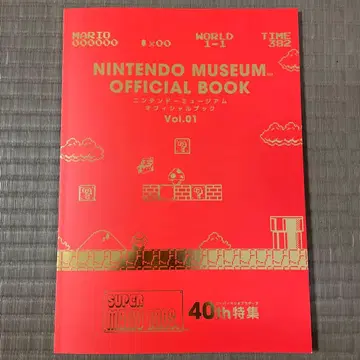 MARIO WORLD TIME
000000 ×00 1-1 382
NINTENDO MUSEUM™
OFFICIAL BOOK
ニンテンドーミュージアム
オフィシャルブック
Vol.01
SUPER
MARIO BROS.
スーパーマリオブラザーズ
40th特集